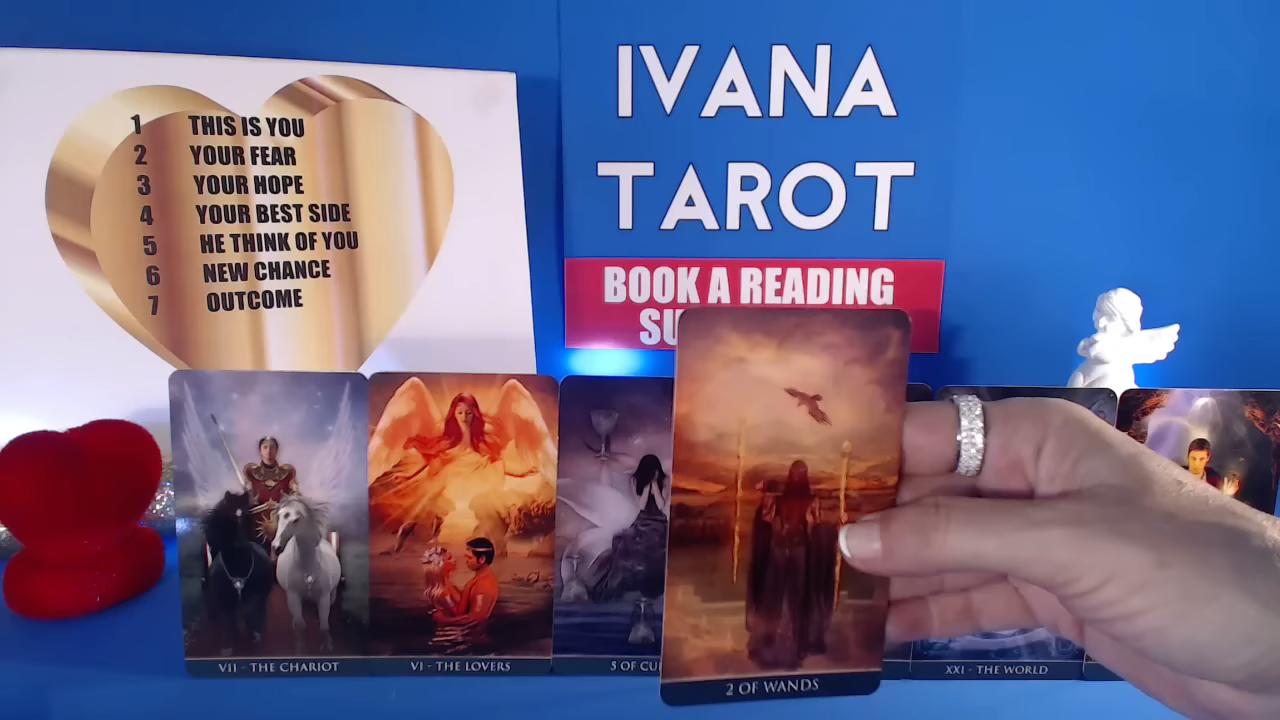 1 THIS IS YOU
2 YOUR FEAR
3 YOUR HOPE
4 YOUR BEST SIDE
5 HE THINK OF YOU
6 NEW CHANCE
7 OUTCOME
IVANA
TAROT
BOOK A READING
VII - THE CHARIOT
VI - THE LOVERS
5 OF
2 OF WANDS
XXI - THE WORLD